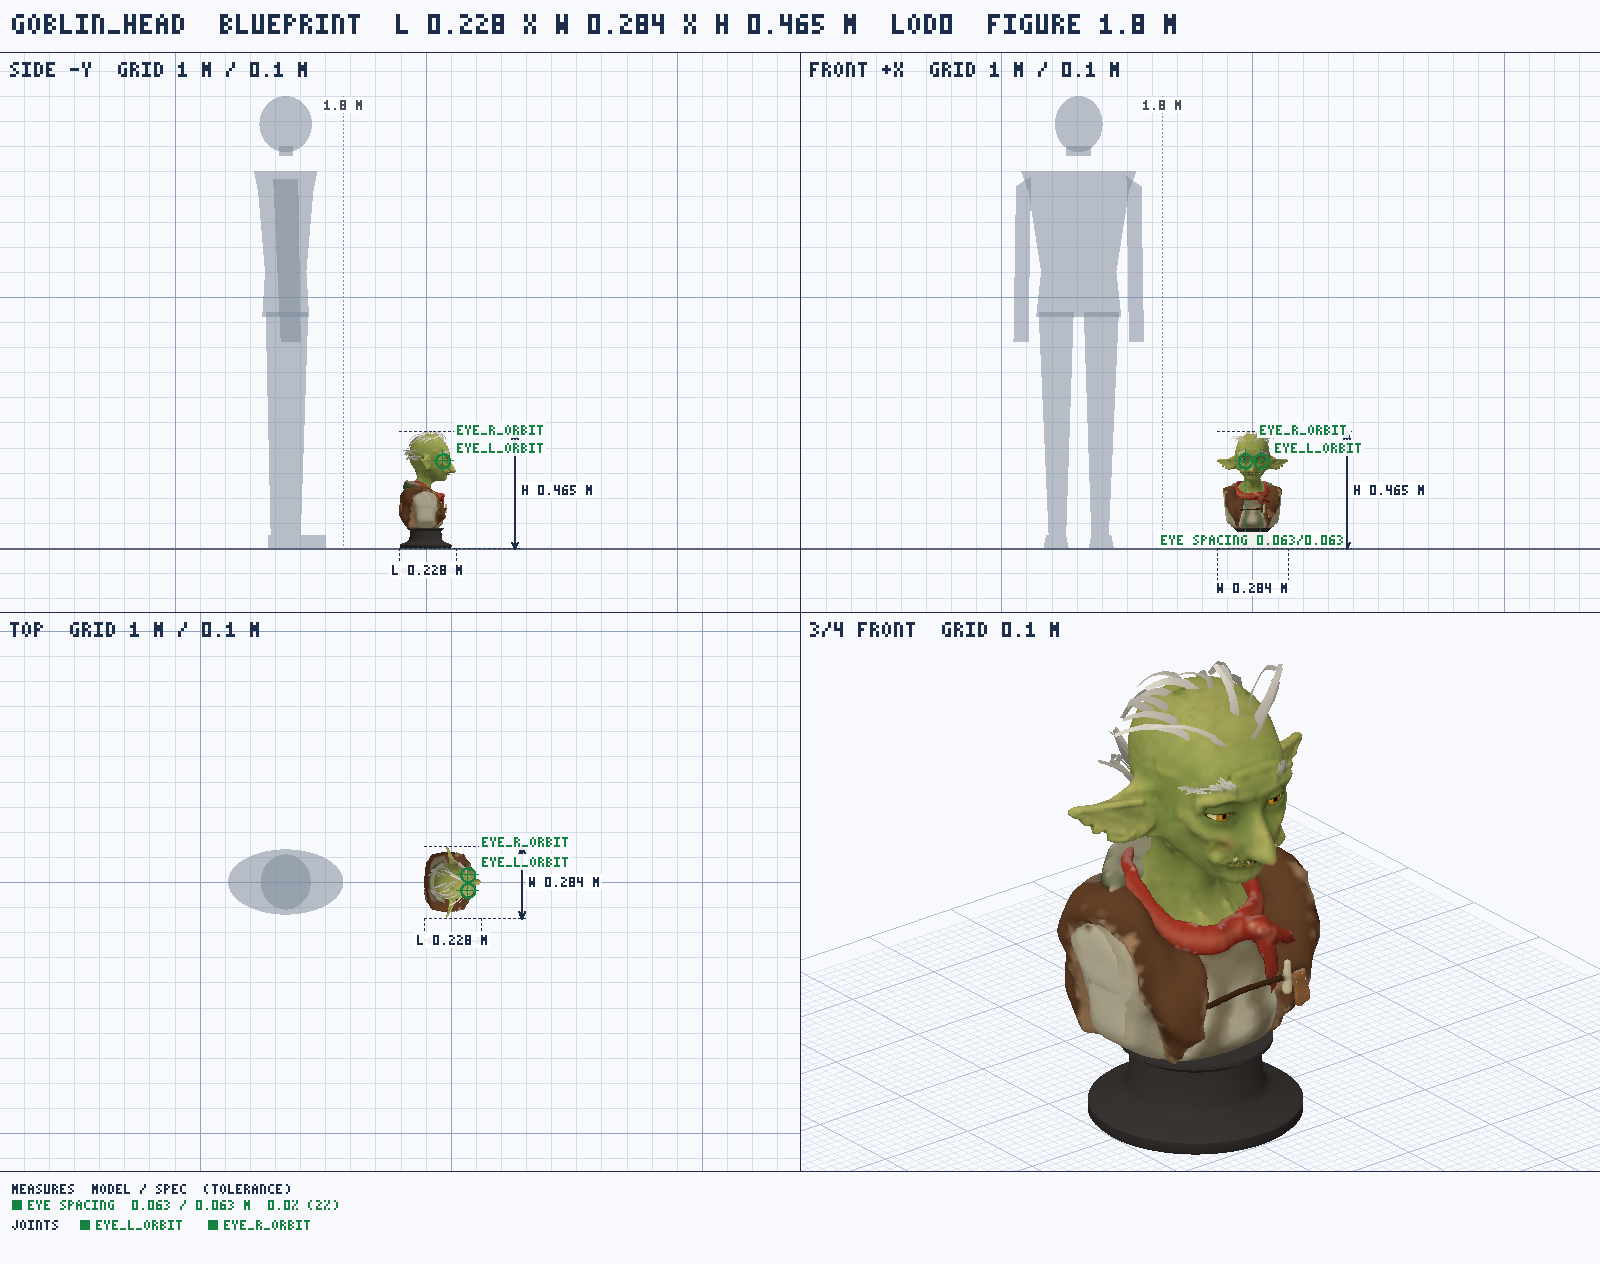 GOBLIN_HEAD BLUEPRINT L 0.228 X W 0.284 X H 0.465 M LOD0 FIGURE 1.8 M
SIDE -Y GRID 1 M / 0.1 M
1.8 M
EYE_R_ORBIT
EYE_L_ORBIT
H 0.465 M
L 0.228 M
FRONT +X GRID 1 M / 0.1 M
1.8 M
EYE_R_ORBIT
EYE_L_ORBIT
H 0.465 M
EYE SPACING 0.063/0.063
W 0.284 M
TOP GRID 1 M / 0.1 M
EYE_R_ORBIT
EYE_L_ORBIT
W 0.284 M
L 0.228 M
3/4 FRONT GRID 0.1 M
MEASURES MODEL / SPEC (TOLERANCE)
EYE SPACING 0.063 / 0.063 M 0.0% (2%)
JOINTS EYE_L_ORBIT EYE_R_ORBIT